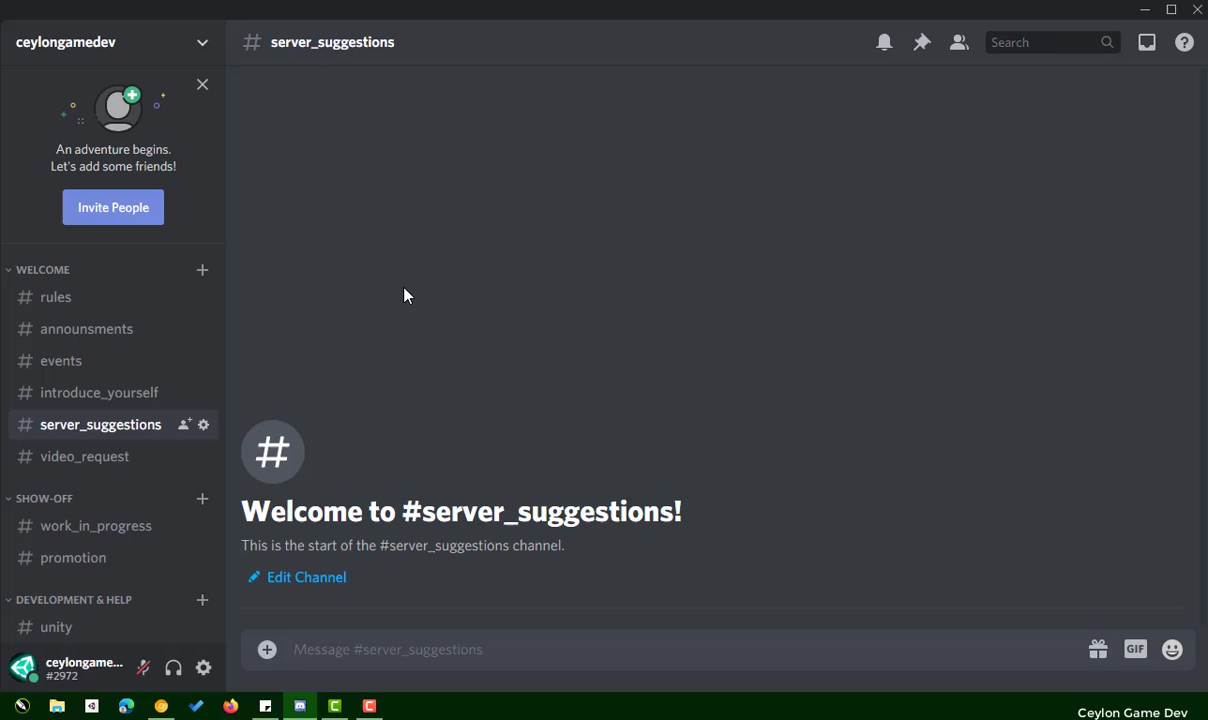 ceylongamedev
# server_suggestions
Search
An adventure begins.
Let's add some friends!
Invite People
WELCOME
# rules
# announsments
# events
# introduce_yourself
# server_suggestions
# video_request
SHOW-OFF
# work_in_progress
# promotion
DEVELOPMENT & HELP
# unity
#
Welcome to #server_suggestions!
This is the start of the #server_suggestions channel.
Edit Channel
Message #server_suggestions
GIF
ceylongame...
#2972
Ceylon Game Dev